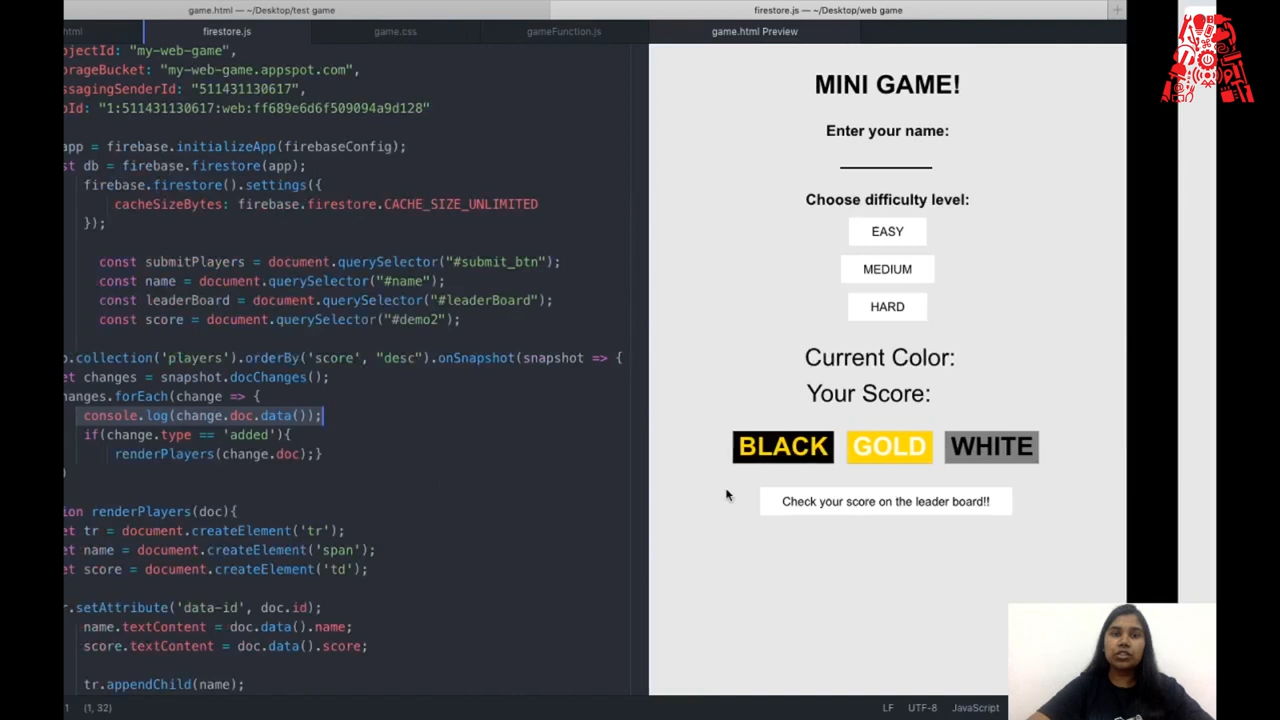 game.html — ~/Desktop/test game
firestore.js — ~/Desktop/web game
html
firestore.js
game.css
gameFunction.js
game.html Preview
ojectId: "my-web-game",
orageBucket: "my-web-game.appspot.com",
ssagingSenderId: "511431130617"
Id: "1:511431130617:web:ff689e6d6f509094a9d128"
app = firebase.initializeApp(firebaseConfig);
st db = firebase.firestore(app);
firebase.firestore().settings({
cacheSizeBytes: firebase.firestore.CACHE_SIZE_UNLIMITED
});
const submitPlayers = document.querySelector("#submit_btn");
const name = document.querySelector("#name");
const leaderBoard = document.querySelector("#leaderBoard");
const score = document.querySelector("#demo2");
.collection('players').orderBy('score', "desc").onSnapshot(snapshot => {
et changes = snapshot.docChanges();
hanges.forEach(change => {
console.log(change.doc.data());
if(change.type == 'added'){
renderPlayers(change.doc);}
)
ion renderPlayers(doc){
et tr = document.createElement('tr');
et name = document.createElement('span');
et score = document.createElement('td');
r.setAttribute('data-id', doc.id);
name.textContent = doc.data().name;
score.textContent = doc.data().score;
tr.appendChild(name);
(1, 32)
LF
UTF-8
JavaScript
MINI GAME!
Enter your name:
Choose difficulty level:
EASY
MEDIUM
HARD
Current Color:
Your Score:
BLACK GOLD WHITE
Check your score on the leader board!!